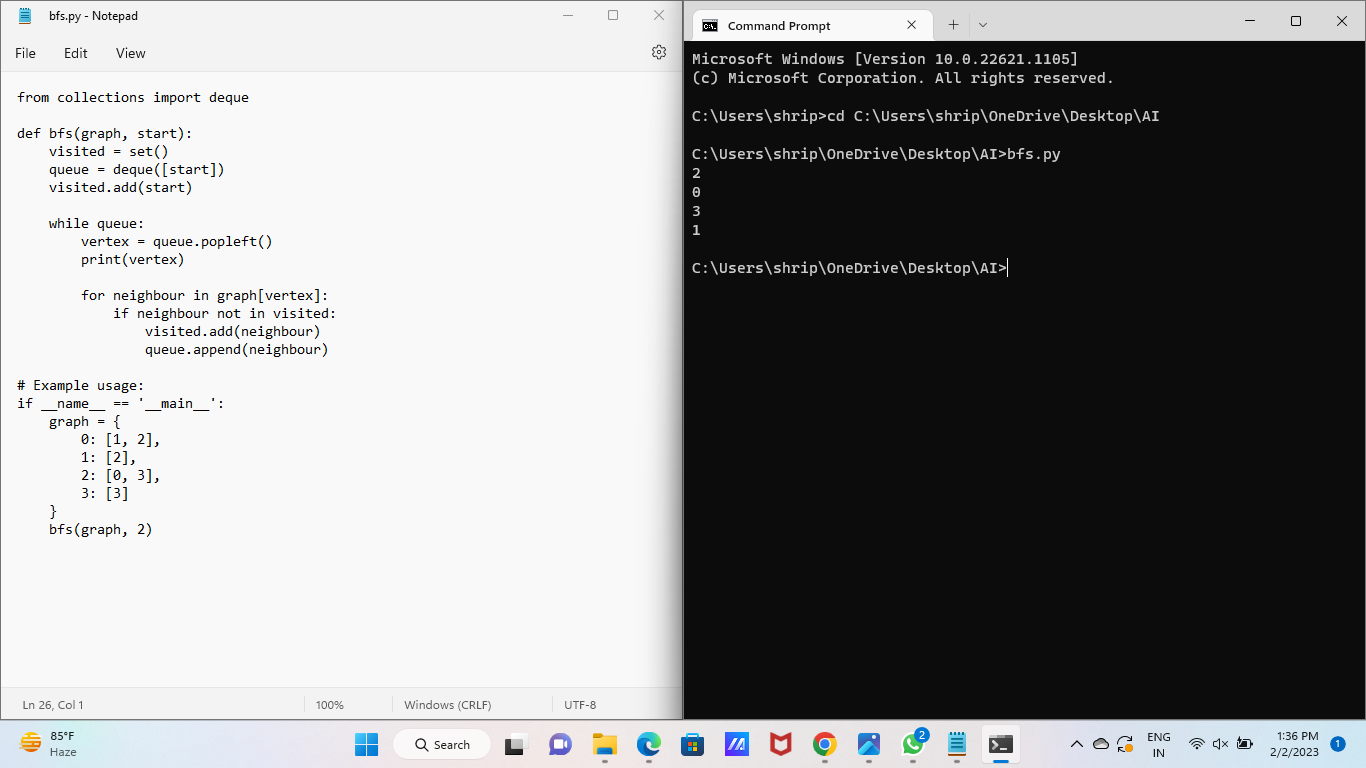 bfs.py - Notepad
File Edit View
from collections import deque
def bfs(graph, start):
    visited = set()
    queue = deque([start])
    visited.add(start)
    while queue:
        vertex = queue.popleft()
        print(vertex)
        for neighbour in graph[vertex]:
            if neighbour not in visited:
                visited.add(neighbour)
                queue.append(neighbour)
# Example usage:
if __name__ == '__main__':
    graph = {
        0: [1, 2],
        1: [2],
        2: [0, 3],
        3: [3]
    }
    bfs(graph, 2)
Ln 26, Col 1 100% Windows (CRLF) UTF-8
Command Prompt
Microsoft Windows [Version 10.0.22621.1105]
(c) Microsoft Corporation. All rights reserved.
C:\Users\shrip>cd C:\Users\shrip\OneDrive\Desktop\AI
C:\Users\shrip\OneDrive\Desktop\AI>bfs.py
2
0
3
1
C:\Users\shrip\OneDrive\Desktop\AI>
85°F
Haze
Search
2
ENG
IN
1:36 PM
2/2/2023
1